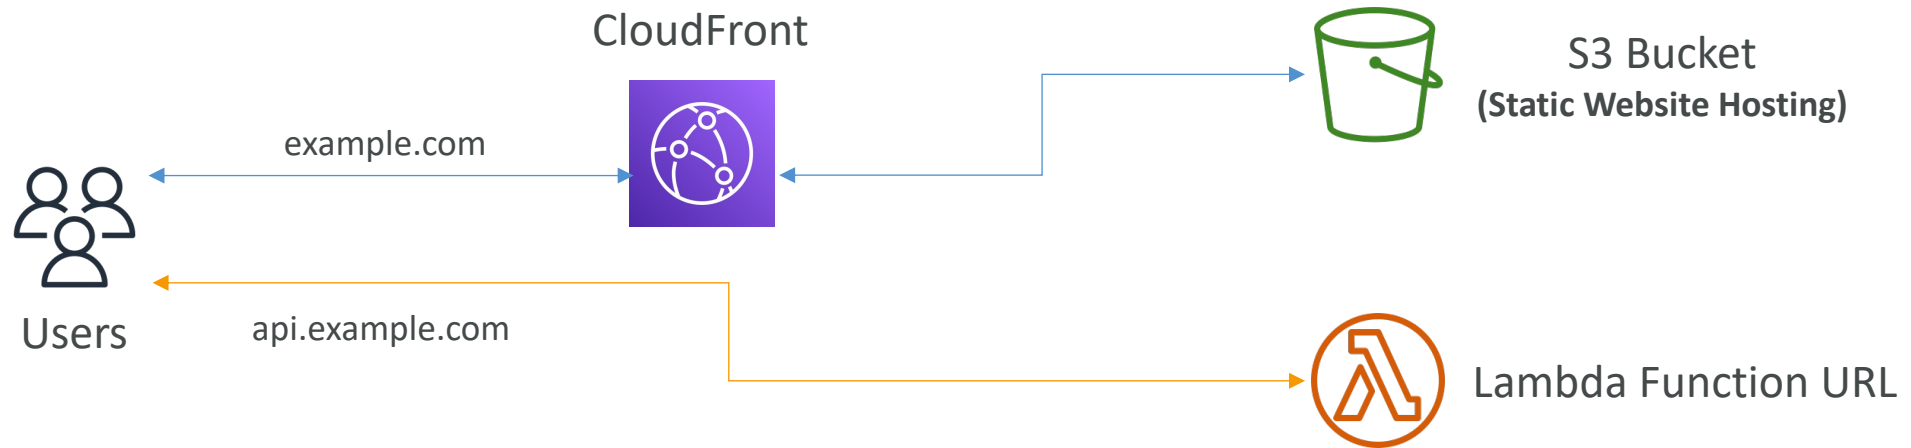 CloudFront
S3 Bucket
(Static Website Hosting)
example.com
Users
api.example.com
Lambda Function URL